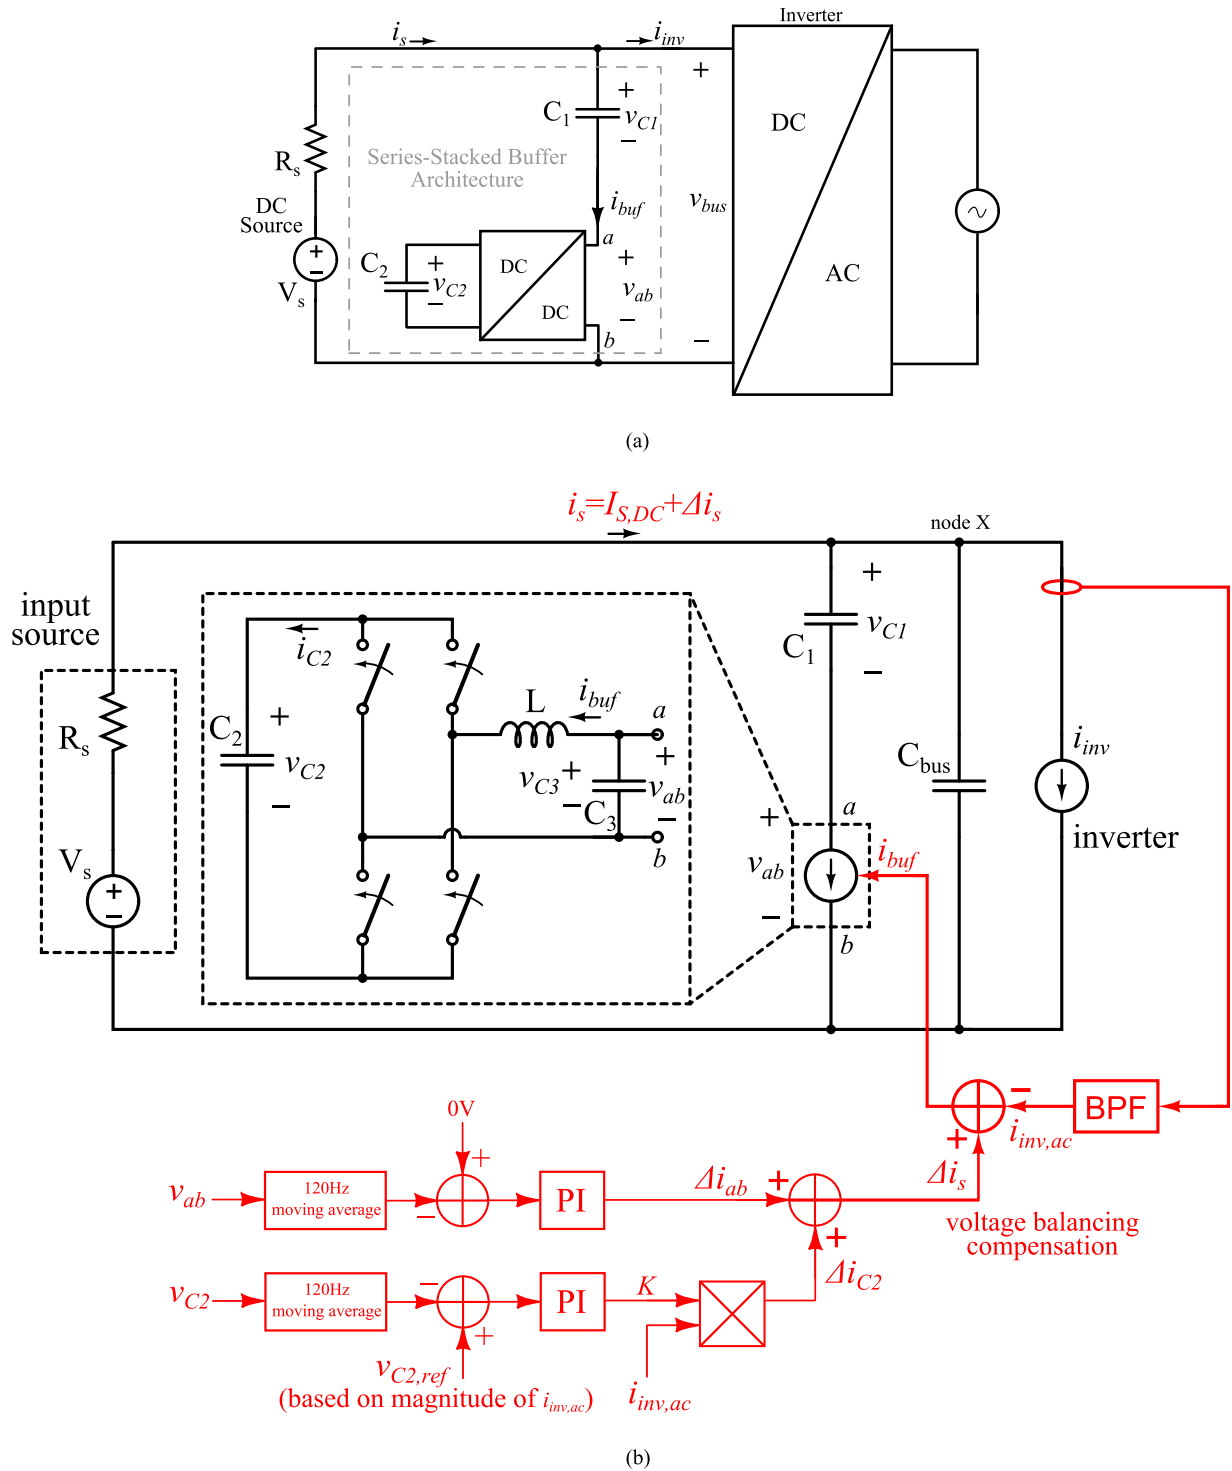 Inverter
i_s
i_inv
+
C_1
+
v_C1
−
DC
R_s
Series-Stacked Buffer
Architecture
DC
Source
i_buf
v_bus
a
+
−
V_s
C_2
+
v_C2
−
DC
DC
+
v_ab
−
b
AC
−
(a)
i_s=I_S,DC+Δi_s
node X
input
source
i_C2
+
v_C1
−
C_1
R_s
C_2
+
v_C2
−
L
i_buf
a
+
v_C3
+
−
C_3
v_ab
−
b
C_bus
i_inv
inverter
V_s
+
−
+
v_ab
−
a
i_buf
b
0V
+
−
BPF
i_inv,ac
+
Δi_s
v_ab
120Hz
moving average
−
PI
Δi_ab
+
voltage balancing
compensation
+
Δi_C2
v_C2
120Hz
moving average
−
+
PI
K
v_C2,ref
(based on magnitude of i_inv,ac)
i_inv,ac
(b)